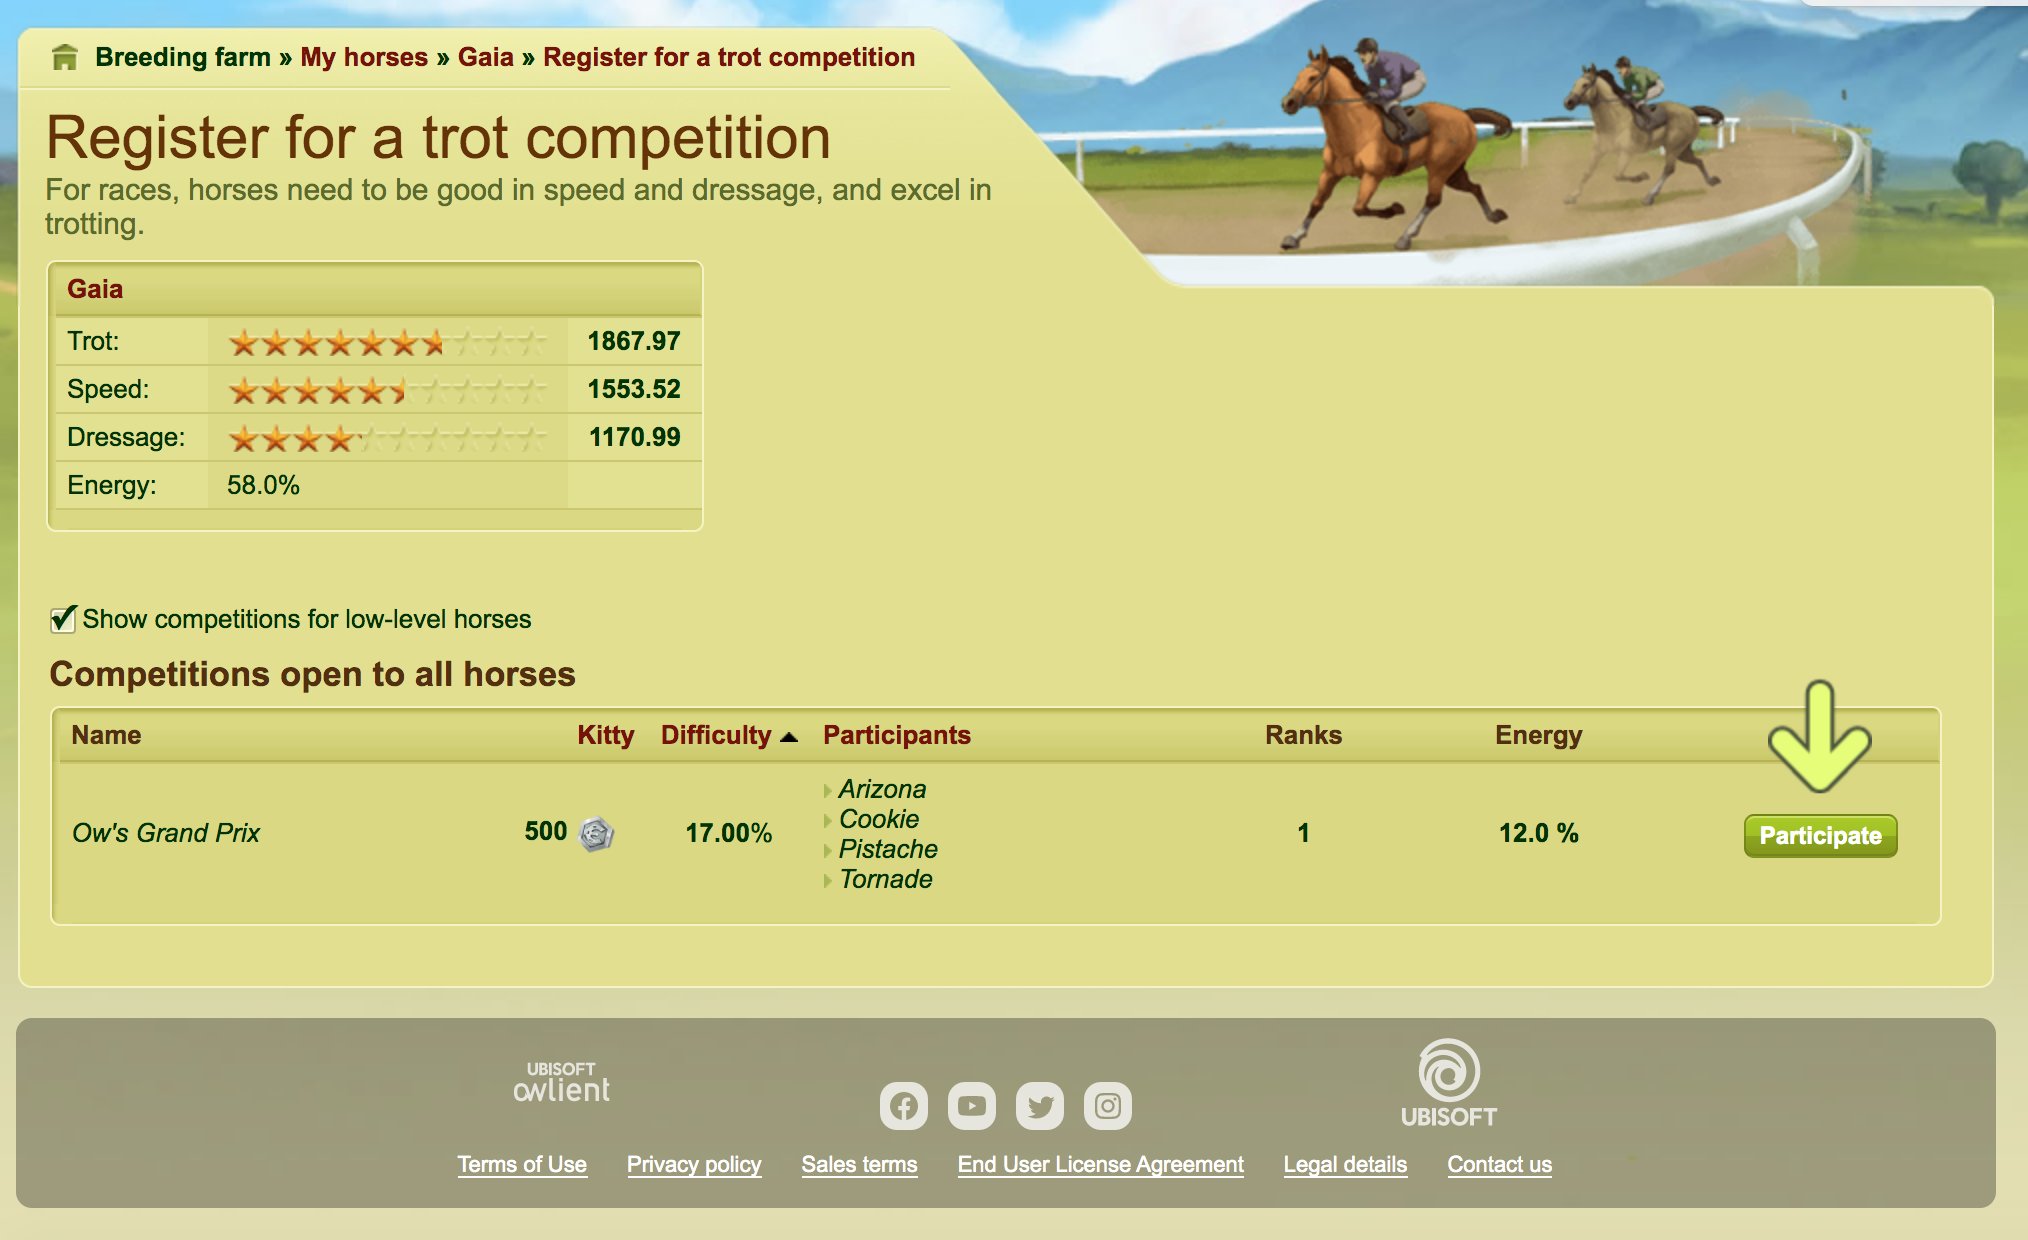 Breeding farm » My horses » Gaia » Register for a trot competition
Register for a trot competition
For races, horses need to be good in speed and dressage, and excel in
trotting.
Gaia
Trot: 1867.97
Speed: 1553.52
Dressage: 1170.99
Energy: 58.0%
Show competitions for low-level horses
Competitions open to all horses
Name Kitty Difficulty Participants Ranks Energy
Ow's Grand Prix 500 17.00% Arizona Cookie Pistache Tornade 1 12.0 % Participate
UBISOFT
owlient
UBISOFT
Terms of Use Privacy policy Sales terms End User License Agreement Legal details Contact us